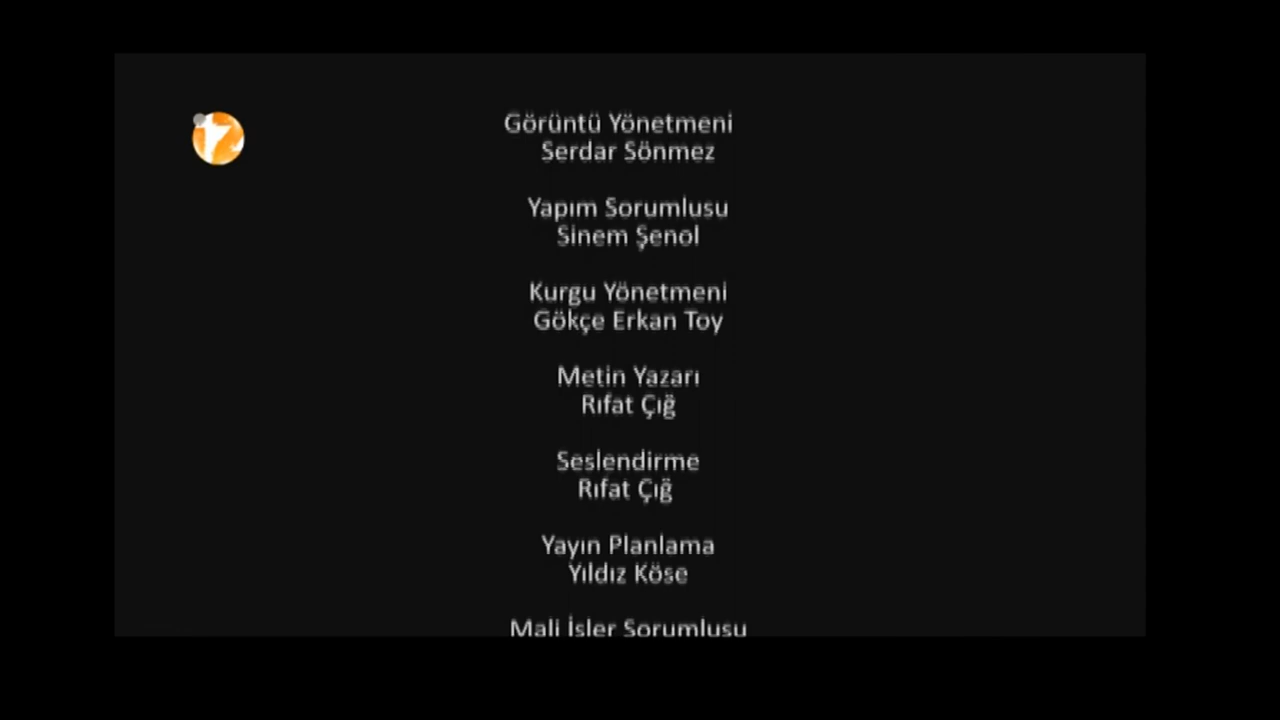 Görüntü Yönetmeni
Serdar Sönmez
Yapım Sorumlusu
Sinem Şenol
Kurgu Yönetmeni
Gökçe Erkan Toy
Metin Yazarı
Rıfat Çığ
Seslendirme
Rıfat Çığ
Yayın Planlama
Yıldız Köse
Mali İşler Sorumlusu